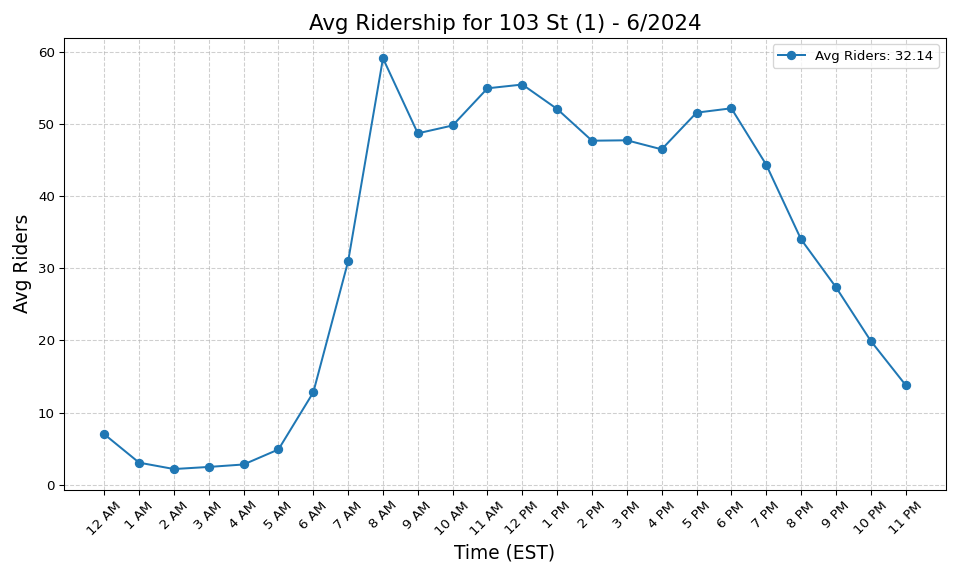 Avg Ridership for 103 St (1) - 6/2024
Avg Riders: 32.14
Avg Riders
60
50
40
30
20
10
0
12 AM
1 AM
2 AM
3 AM
4 AM
5 AM
6 AM
7 AM
8 AM
9 AM
10 AM
11 AM
12 PM
1 PM
2 PM
3 PM
4 PM
5 PM
6 PM
7 PM
8 PM
9 PM
10 PM
11 PM
Time (EST)